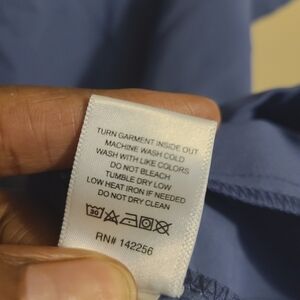 TURN GARMENT INSIDE OUT
MACHINE WASH COLD
WASH WITH LIKE COLORS
DO NOT BLEACH
TUMBLE DRY LOW
LOW HEAT IRON IF NEEDED
DO NOT DRY CLEAN
30
RN# 142256